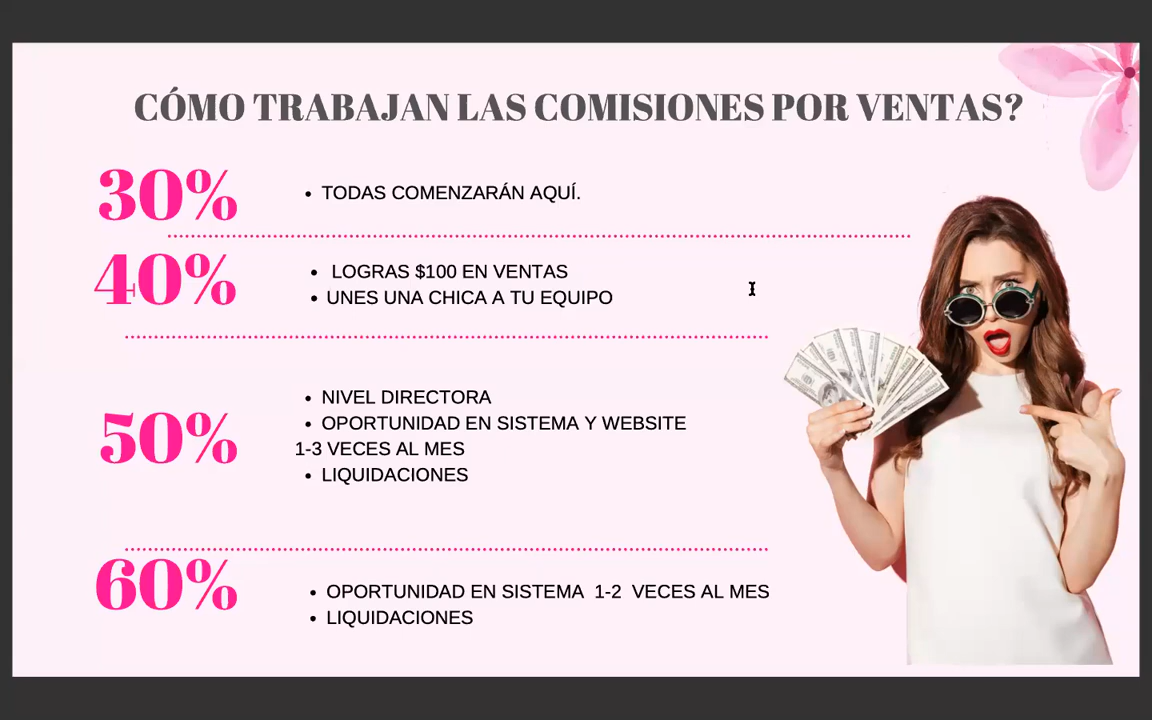 CÓMO TRABAJAN LAS COMISIONES POR VENTAS?
30%
• TODAS COMENZARÁN AQUÍ.
40%
• LOGRAS $100 EN VENTAS
• UNES UNA CHICA A TU EQUIPO
50%
• NIVEL DIRECTORA
• OPORTUNIDAD EN SISTEMA Y WEBSITE
1-3 VECES AL MES
• LIQUIDACIONES
60%
• OPORTUNIDAD EN SISTEMA 1-2 VECES AL MES
• LIQUIDACIONES